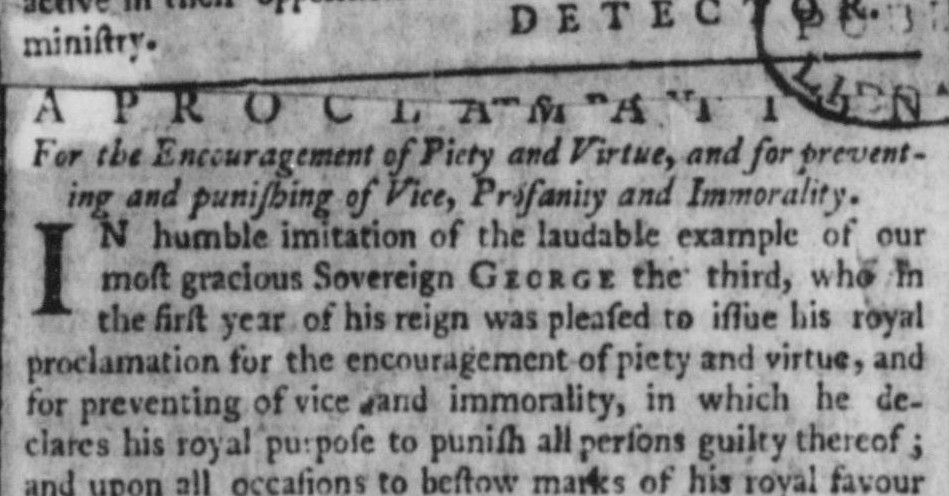 active in their
miniſtry.
DETECTOR.
A PROCLAMATION
For the Encouragement of Piety and Virtue, and for prevent-
ing and puniſhing of Vice, Profanity and Immorality.
IN humble imitation of the laudable example of our
moſt gracious Sovereign GEORGE the third, who in
the firſt year of his reign was pleaſed to iſſue his royal
proclamation for the encouragement of piety and virtue, and
for preventing of vice and immorality, in which he de-
clares his royal purpoſe to puniſh all perſons guilty thereof;
and upon all occaſions to beſtow marks of his royal favour